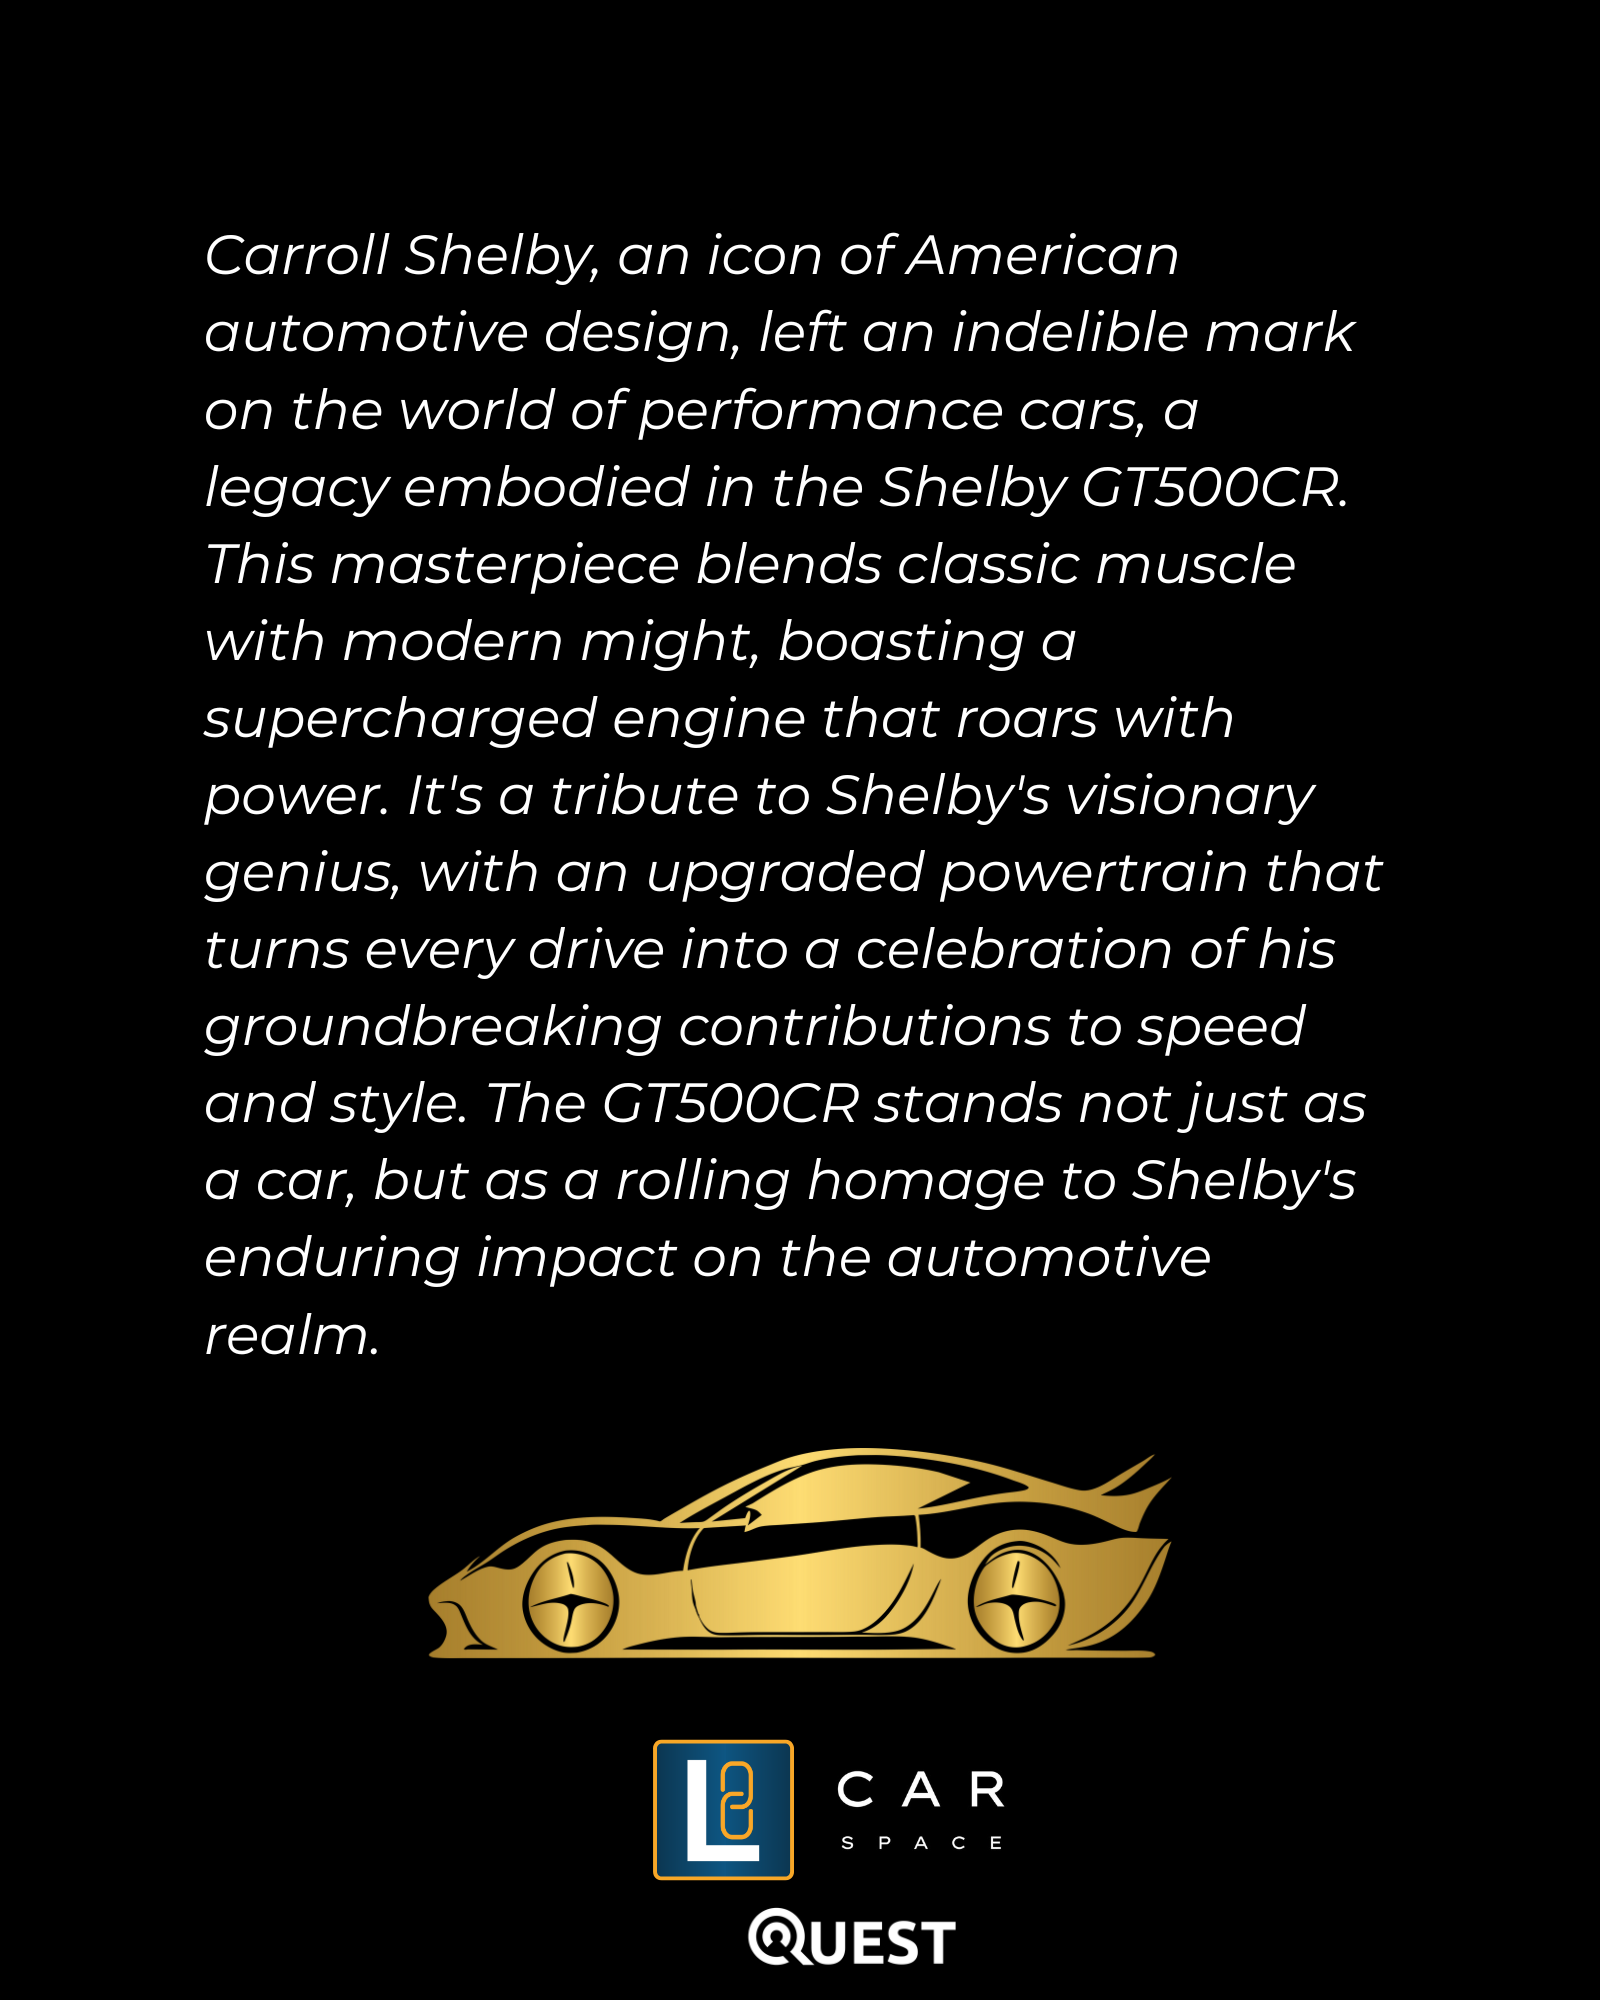 Carroll Shelby, an icon of American
automotive design, left an indelible mark
on the world of performance cars, a
legacy embodied in the Shelby GT500CR.
This masterpiece blends classic muscle
with modern might, boasting a
supercharged engine that roars with
power. It's a tribute to Shelby's visionary
genius, with an upgraded powertrain that
turns every drive into a celebration of his
groundbreaking contributions to speed
and style. The GT500CR stands not just as
a car, but as a rolling homage to Shelby's
enduring impact on the automotive
realm.
L
CAR
SPACE
QUEST